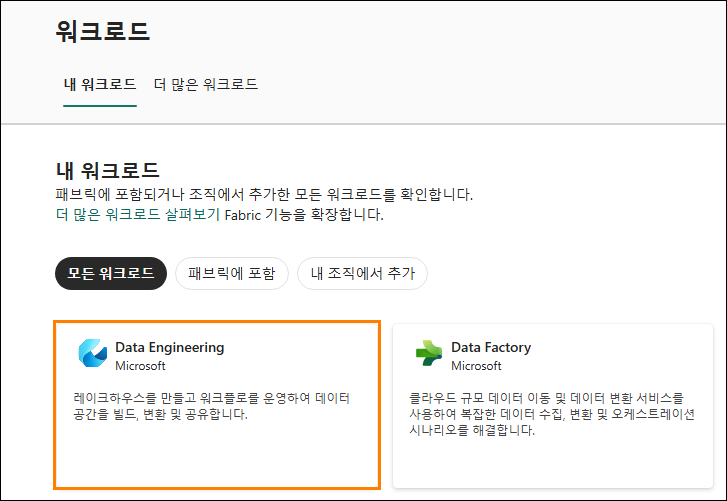 워크로드
내 워크로드 더 많은 워크로드
내 워크로드
패브릭에 포함되거나 조직에서 추가한 모든 워크로드를 확인합니다.
더 많은 워크로드 살펴보기 Fabric 기능을 확장합니다.
모든 워크로드 패브릭에 포함 내 조직에서 추가
Data Engineering
Microsoft
레이크하우스를 만들고 워크플로를 운영하여 데이터
공간을 빌드, 변환 및 공유합니다.
Data Factory
Microsoft
클라우드 규모 데이터 이동 및 데이터 변환 서비스를
사용하여 복잡한 데이터 수집, 변환 및 오케스트레이션
시나리오를 해결합니다.